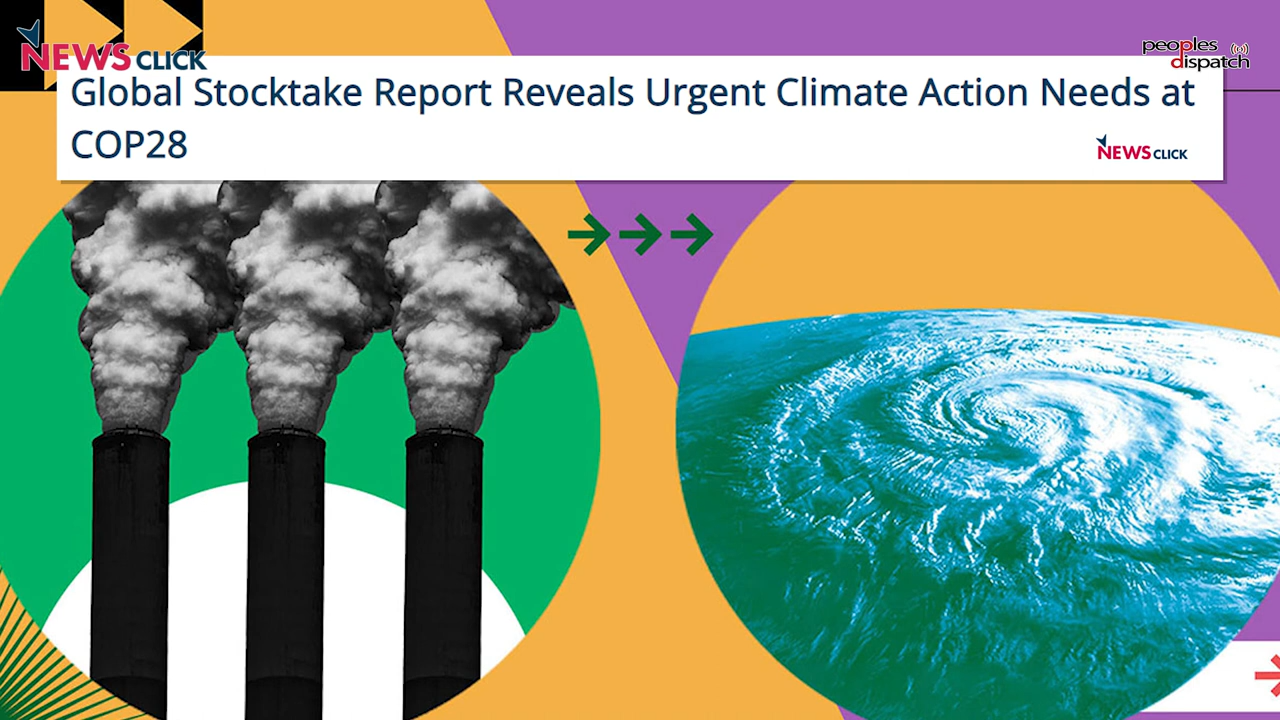 NEWSCLICK
peoples
dispatch
Global Stocktake Report Reveals Urgent Climate Action Needs at
COP28
NEWSCLICK